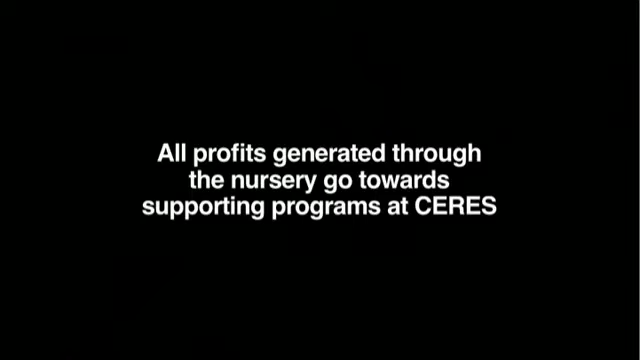 All profits generated through
the nursery go towards
supporting programs at CERES